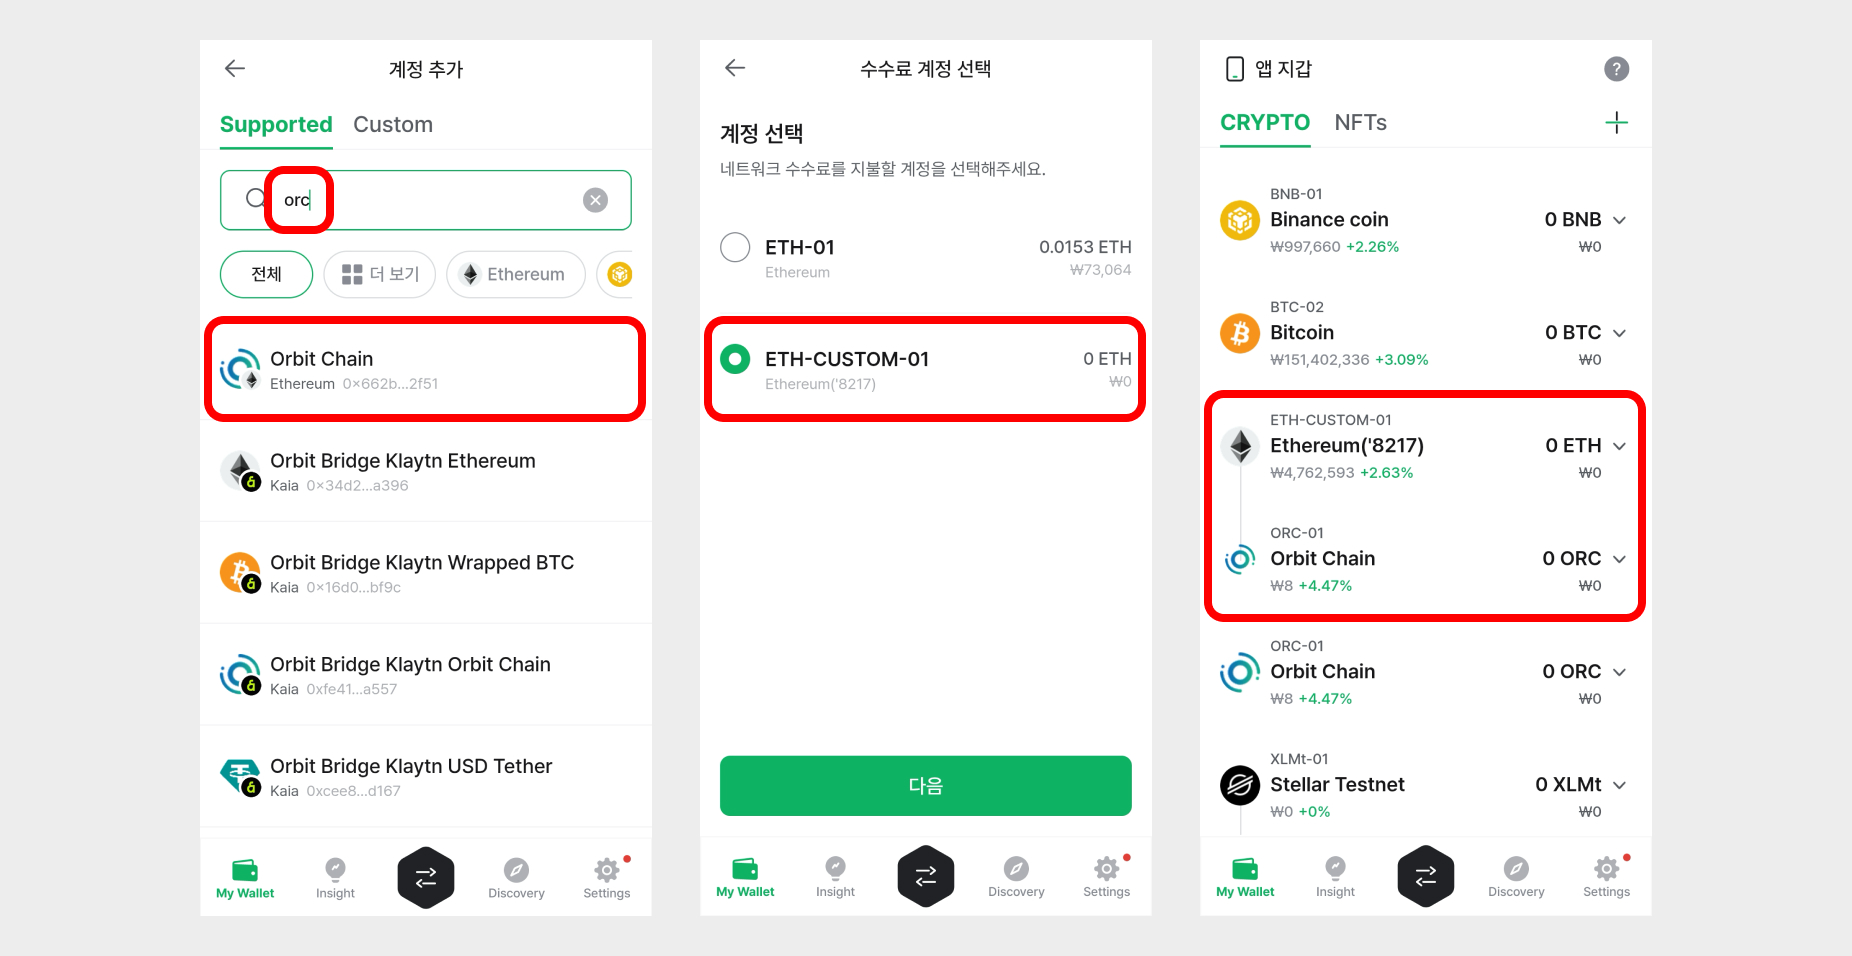 계정 추가
Supported
Custom
orc
전체
더 보기
Ethereum
Orbit Chain
Ethereum 0x662b...2f51
Orbit Bridge Klaytn Ethereum
Kaia 0x34d2...a396
Orbit Bridge Klaytn Wrapped BTC
Kaia 0x16d0...bf9c
Orbit Bridge Klaytn Orbit Chain
Kaia 0xfe41...a557
Orbit Bridge Klaytn USD Tether
Kaia 0xcee8...d167
My Wallet
Insight
Discovery
Settings
수수료 계정 선택
계정 선택
네트워크 수수료를 지불할 계정을 선택해주세요.
ETH-01
0.0153 ETH
Ethereum
₩73,064
ETH-CUSTOM-01
0 ETH
Ethereum('8217)
₩0
다음
My Wallet
Insight
Discovery
Settings
앱 지갑
?
CRYPTO
NFTs
BNB-01
Binance coin
0 BNB
₩997,660 +2.26%
₩0
BTC-02
Bitcoin
0 BTC
₩151,402,336 +3.09%
₩0
ETH-CUSTOM-01
Ethereum('8217)
0 ETH
₩4,762,593 +2.63%
₩0
ORC-01
Orbit Chain
0 ORC
₩8 +4.47%
₩0
ORC-01
Orbit Chain
0 ORC
₩8 +4.47%
₩0
XLMt-01
Stellar Testnet
0 XLMt
₩0 +0%
₩0
My Wallet
Insight
Discovery
Settings